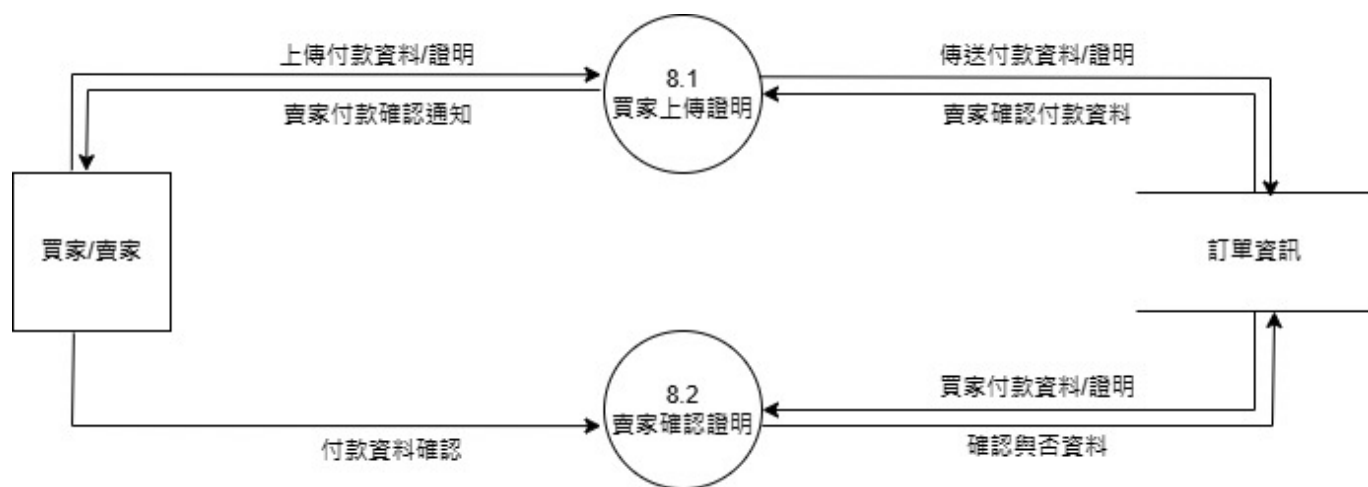 上傳付款資料/證明
傳送付款資料/證明
8.1
買家上傳證明
賣家付款確認通知
賣家確認付款資料
買家/賣家
訂單資訊
8.2
賣家確認證明
買家付款資料/證明
付款資料確認
確認與否資料